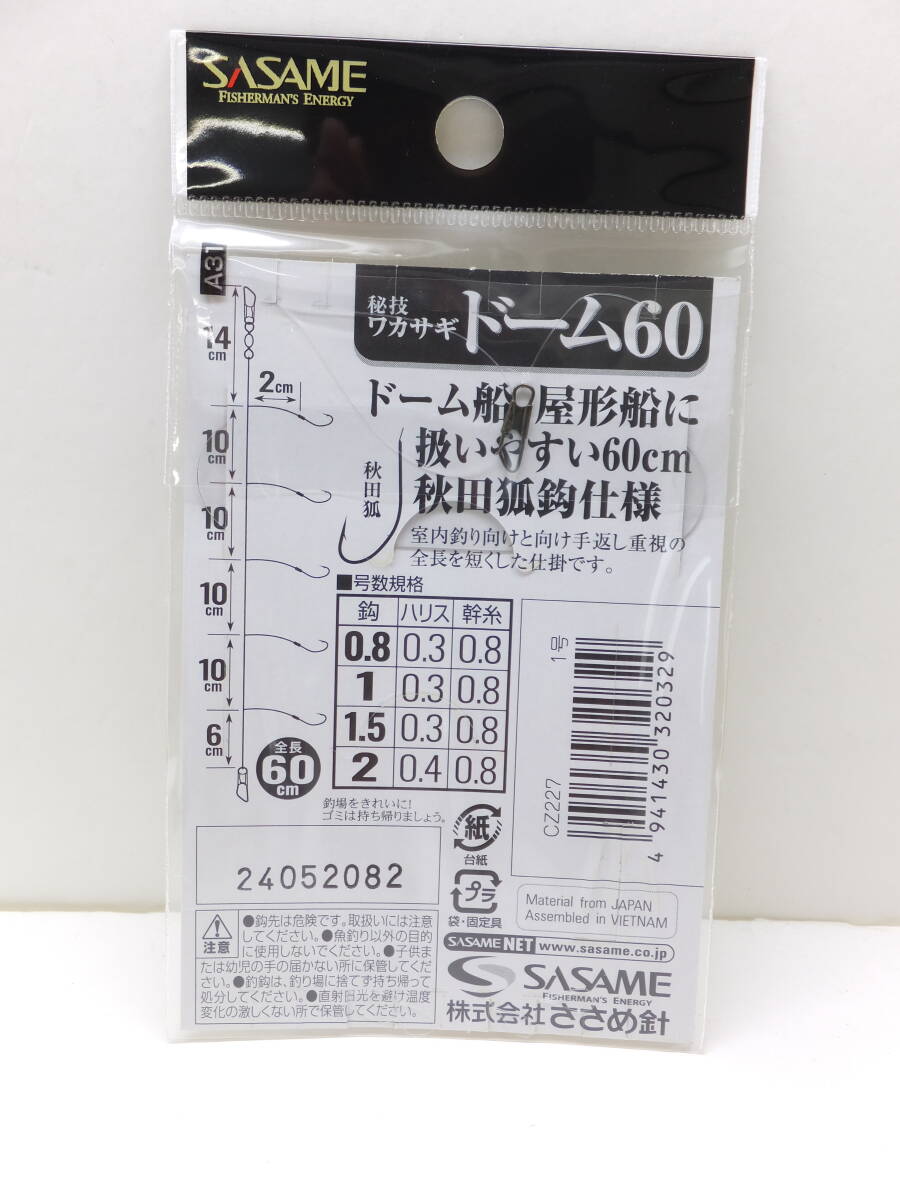 SASAME
FISHERMAN'S ENERGY
A31
秘技
ワカサギ ドーム60
14cm
2cm
10cm
10cm
10cm
10cm
6cm
全長
60cm
秋田狐
ドーム船 屋形船に
扱いやすい60cm
秋田狐鈎仕様
室内釣り向けと向け手返し重視の
全長を短くした仕掛です。
■号数規格
鈎 ハリス 幹糸
0.8 0.3 0.8
1 0.3 0.8
1.5 0.3 0.8
2 0.4 0.8
釣場をきれいに!
ゴミは持ち帰りましょう。
紙
台紙
プラ
袋・固定具
1号
4 941430 320329
CZ227
24052082
Material from JAPAN
Assembled in VIETNAM
注意
●鈎先は危険です。取扱いには注意
してください。●魚釣り以外の目的
に使用しないでください。●子供ま
たは幼児の手の届かない所に保管してくだ
さい。●釣鈎は、釣り場に捨てず持ち帰って
処分してください。●直射日光を避け温度
変化の激しくない所で保管してください。
SASAME NET www.sasame.co.jp
SASAME
FISHERMAN'S ENERGY
株式会社ささめ針